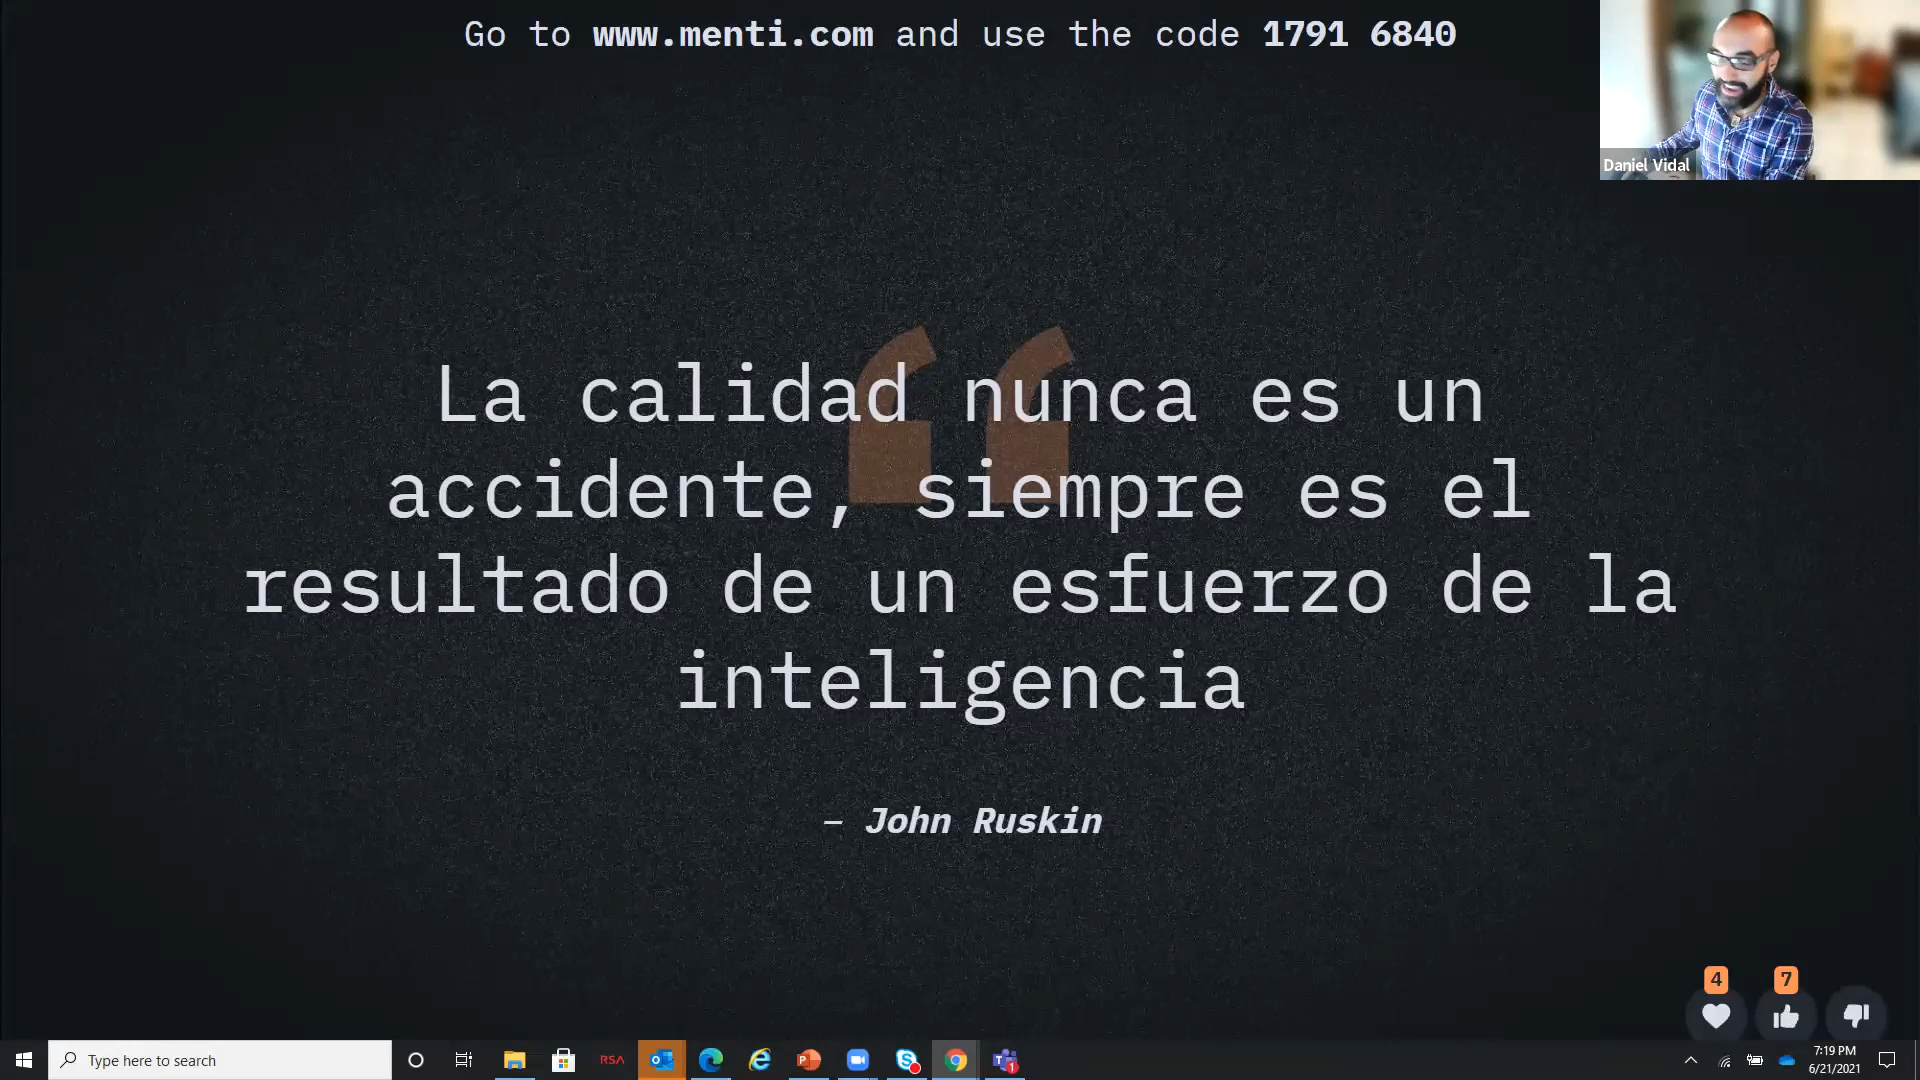 Go to www.menti.com and use the code 1791 6840
Daniel Vidal
La calidad nunca es un
accidente, siempre es el
resultado de un esfuerzo de la
inteligencia
– John Ruskin
4 7
Type here to search
RSA
7:19 PM
6/21/2021